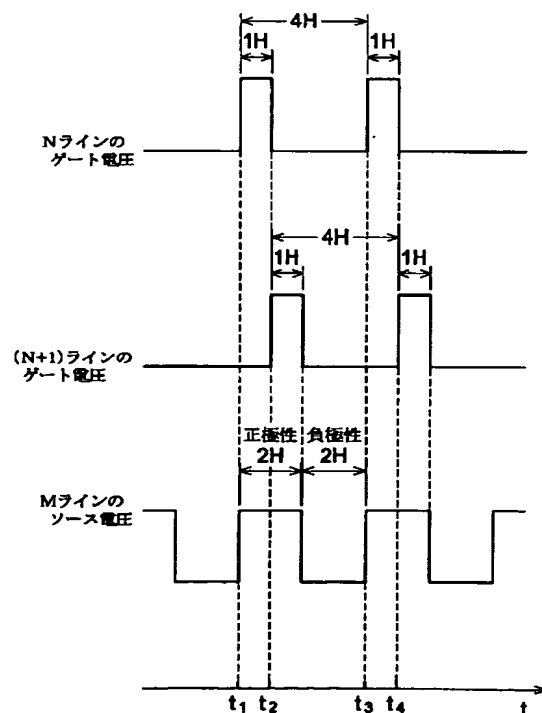 4H
1H 1H
Nラインの
ゲート電圧
4H
1H 1H
(N+1)ラインの
ゲート電圧
正極性 負極性
2H 2H
Mラインの
ソース電圧
t1 t2 t3 t4 t